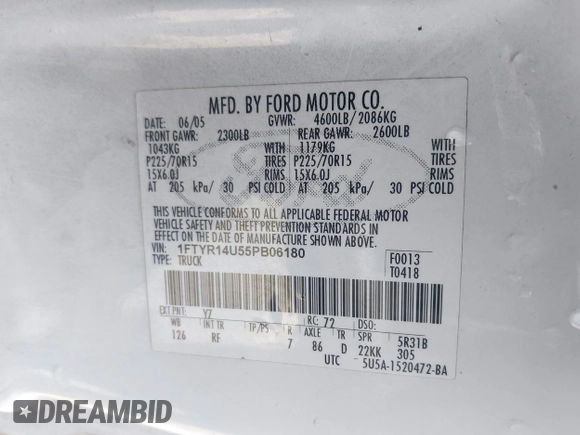 MFD. BY FORD MOTOR CO.
DATE: 06/05 GVWR: 4600LB/ 2086KG
FRONT GAWR: 2300LB REAR GAWR: 2600LB
1043KG WITH 1179KG WITH
P225/70R15 TIRES P225/70R15 TIRES
15X6.0J RIMS 15X6.0J RIMS
AT 205 kPa/ 30 PSI COLD AT 205 kPa/ 30 PSI COLD
THIS VEHICLE CONFORMS TO ALL APPLICABLE FEDERAL MOTOR
VEHICLE SAFETY AND THEFT PREVENTION STANDARDS IN
EFFECT ON THE DATE OF MANUFACTURE SHOWN ABOVE.
VIN: 1FTYR14U55PB06180 F0013
TYPE: TRUCK T0418
EXT PNT: YZ RC: 72 DSO:
WB INT TR TP/PS R AXLE TR SPR 5R31B
126 RF 7 86 D 22KK 305
UTC 5U5A-1520472-BA
Ford
DREAMBID